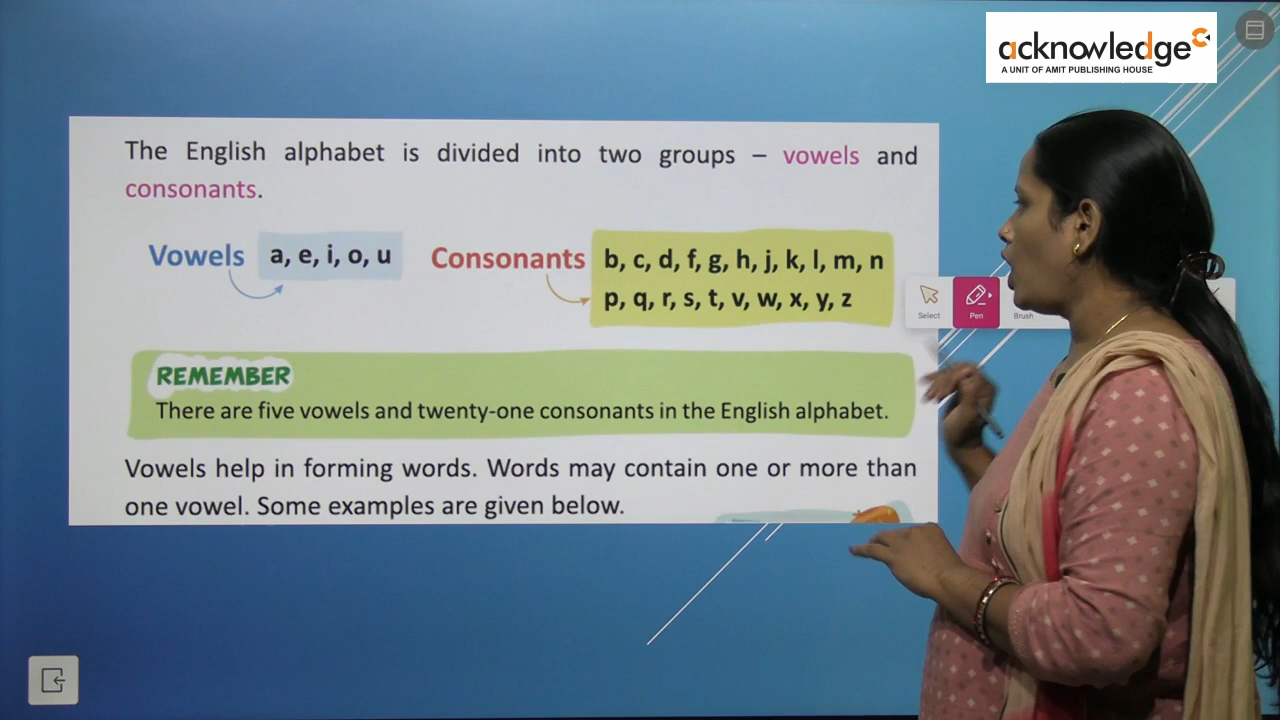 acknowledge
A UNIT OF AMIT PUBLISHING HOUSE
The English alphabet is divided into two groups – vowels and
consonants.
Vowels a, e, i, o, u
Consonants b, c, d, f, g, h, j, k, l, m, n
p, q, r, s, t, v, w, x, y, z
Select
Pen
Brush
REMEMBER
There are five vowels and twenty-one consonants in the English alphabet.
Vowels help in forming words. Words may contain one or more than
one vowel. Some examples are given below.